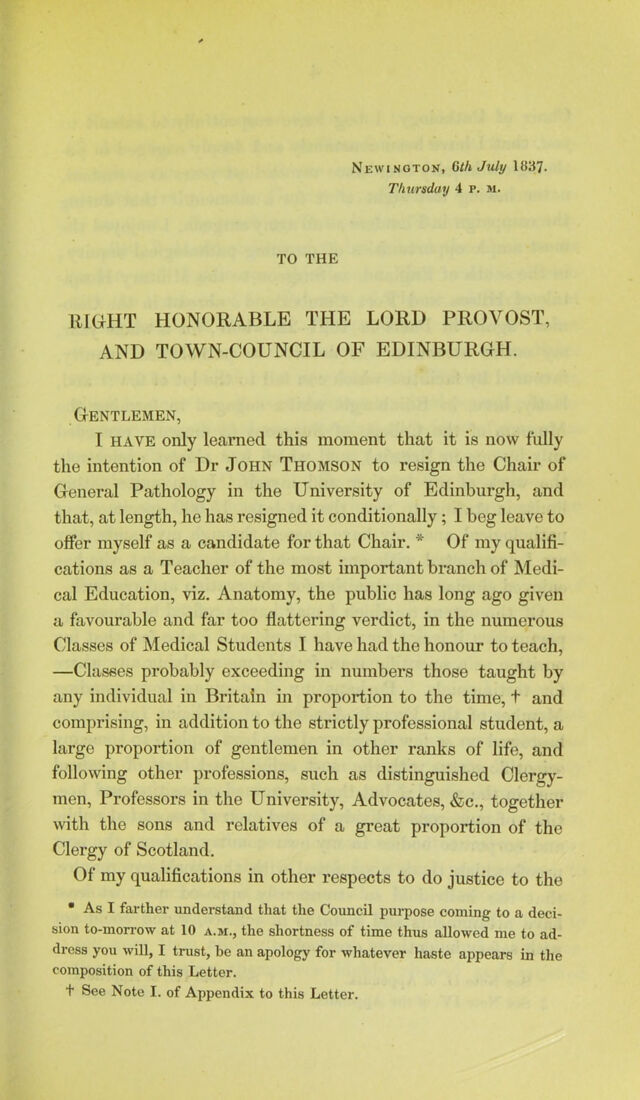 NEWINGTON, 6th July 1837.
Thursday 4 P. M.
TO THE
RIGHT HONORABLE THE LORD PROVOST,
AND TOWN-COUNCIL OF EDINBURGH.
GENTLEMEN,
I HAVE only learned this moment that it is now fully
the intention of Dr JOHN THOMSON to resign the Chair of
General Pathology in the University of Edinburgh, and
that, at length, he has resigned it conditionally; I beg leave to
offer myself as a candidate for that Chair. * Of my qualifi-
cations as a Teacher of the most important branch of Medi-
cal Education, viz. Anatomy, the public has long ago given
a favourable and far too flattering verdict, in the numerous
Classes of Medical Students I have had the honour to teach,
—Classes probably exceeding in numbers those taught by
any individual in Britain in proportion to the time, † and
comprising, in addition to the strictly professional student, a
large proportion of gentlemen in other ranks of life, and
following other professions, such as distinguished Clergy-
men, Professors in the University, Advocates, &c., together
with the sons and relatives of a great proportion of the
Clergy of Scotland.
Of my qualifications in other respects to do justice to the
* As I farther understand that the Council purpose coming to a deci-
sion to-morrow at 10 A.M., the shortness of time thus allowed me to ad-
dress you will, I trust, be an apology for whatever haste appears in the
composition of this Letter.
† See Note I. of Appendix to this Letter.